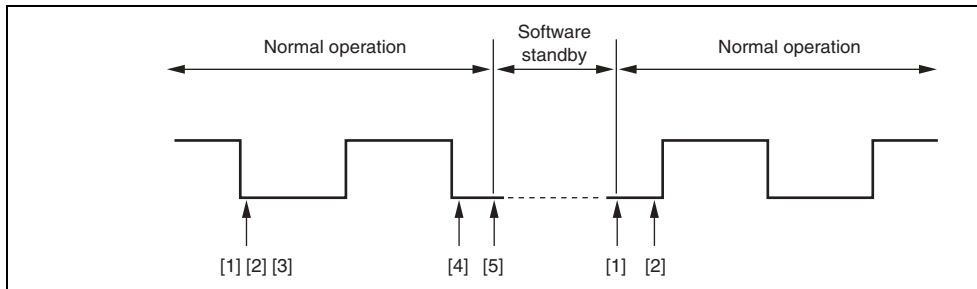 Normal operation
Software
standby
Normal operation
[1] [2] [3]
[4]
[5]
[1]
[2]